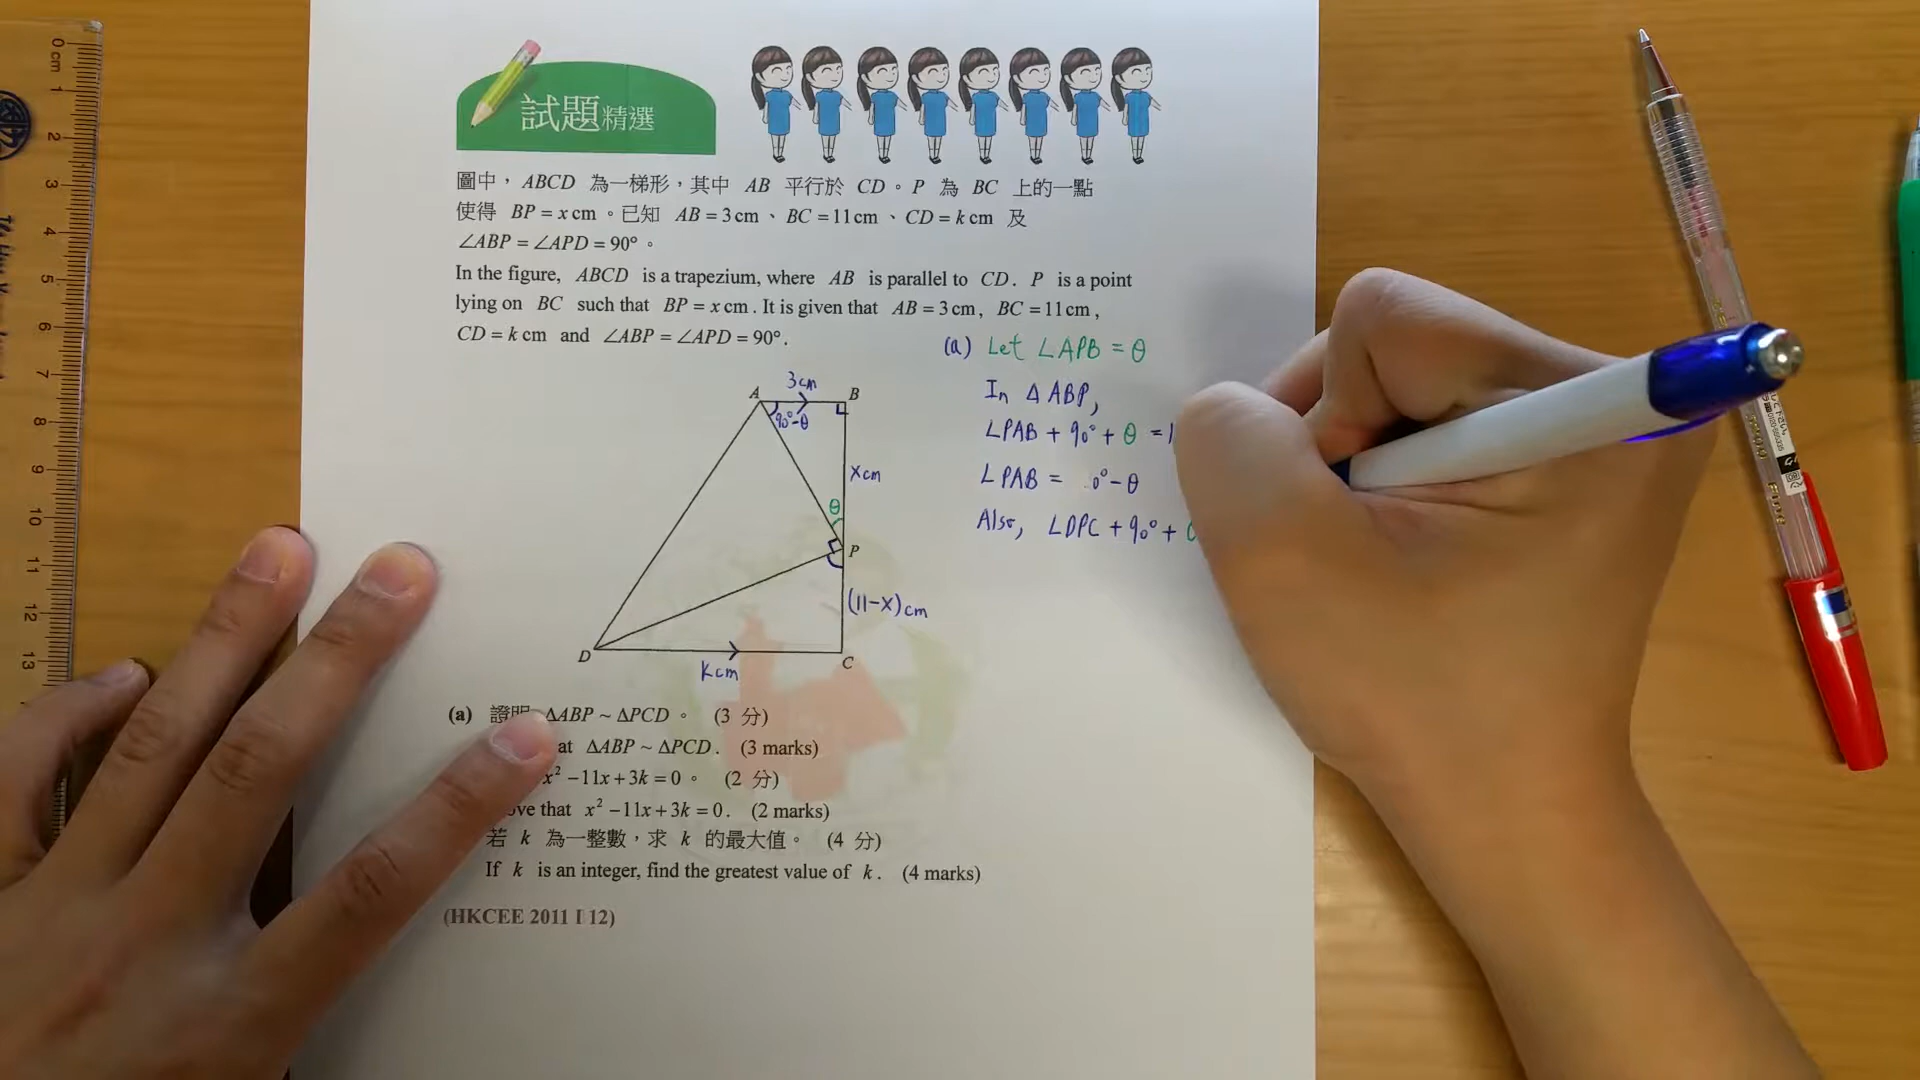 試題精選
圖中，ABCD 為一梯形，其中 AB 平行於 CD。P 為 BC 上的一點
使得 BP = x cm。已知 AB = 3 cm、BC = 11 cm、CD = k cm 及
∠ABP = ∠APD = 90°。
In the figure, ABCD is a trapezium, where AB is parallel to CD. P is a point
lying on BC such that BP = x cm. It is given that AB = 3 cm, BC = 11 cm,
CD = k cm and ∠ABP = ∠APD = 90°.
(a) Let ∠APB = θ
In Δ ABP,
∠PAB + 90° + θ = 1
∠PAB = 0° − θ
Also, ∠DPC + 90° +
3cm
A B
90°−θ
x cm
θ
P
(11−x) cm
D C
k cm
(a) 證明 ΔABP ~ ΔPCD。 (3 分)
at ΔABP ~ ΔPCD. (3 marks)
x² − 11x + 3k = 0。 (2 分)
ve that x² − 11x + 3k = 0. (2 marks)
若 k 為一整數，求 k 的最大值。 (4 分)
If k is an integer, find the greatest value of k. (4 marks)
(HKCEE 2011 I 12)
0 cm
1
2
3
4
5
6
7
8
9
10
11
12
13